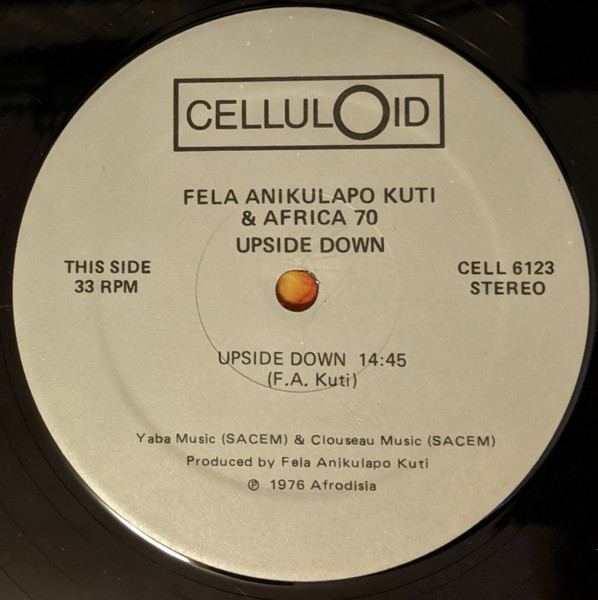 CELLULOID
FELA ANIKULAPO KUTI
& AFRICA 70
UPSIDE DOWN
THIS SIDE
33 RPM
CELL 6123
STEREO
UPSIDE DOWN 14:45
(F.A. Kuti)
Yaba Music (SACEM) & Clouseau Music (SACEM)
Produced by Fela Anikulapo Kuti
℗ 1976 Afrodisia